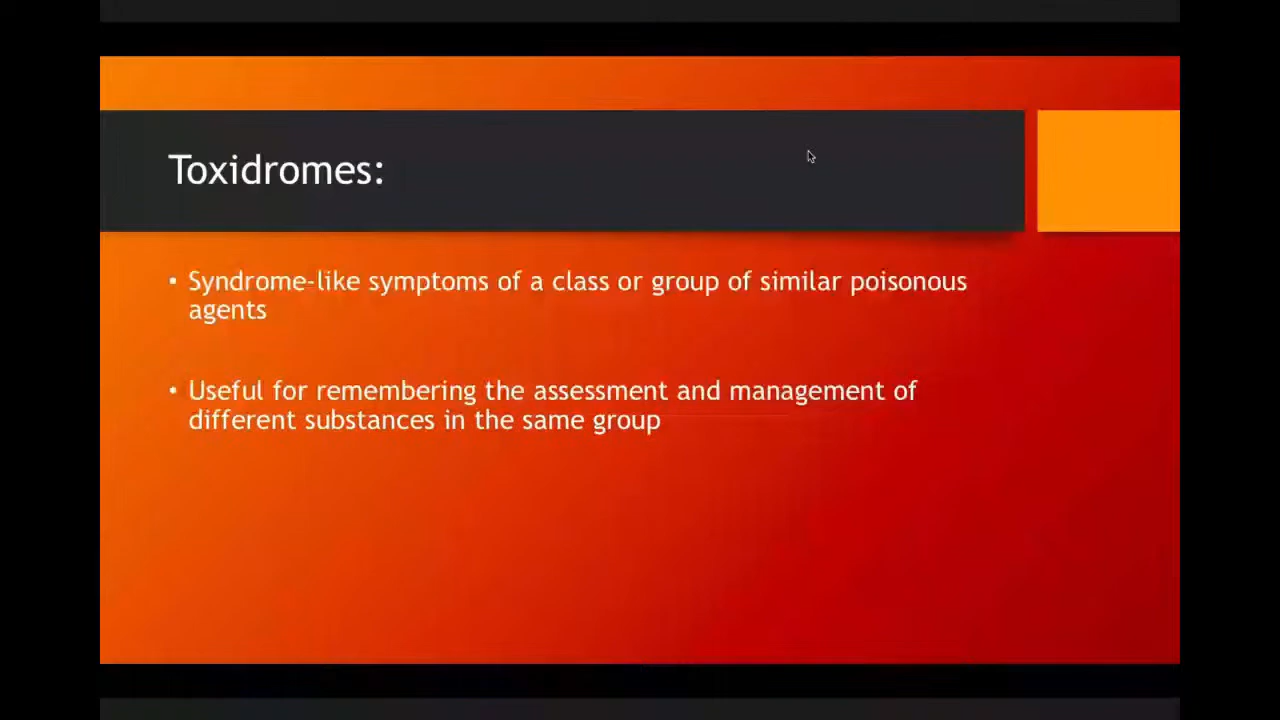 Toxidromes:
• Syndrome-like symptoms of a class or group of similar poisonous
agents
• Useful for remembering the assessment and management of
different substances in the same group